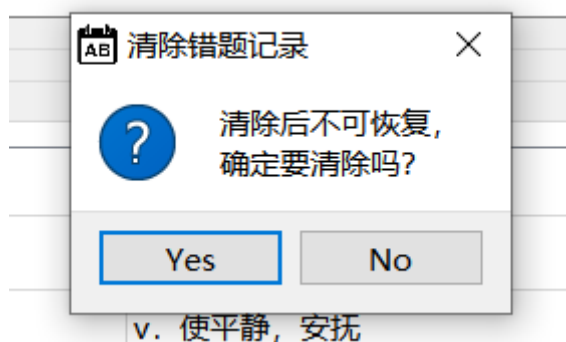 AB 清除错题记录
清除后不可恢复,
确定要清除吗?
Yes No
v. 使平静, 安抚